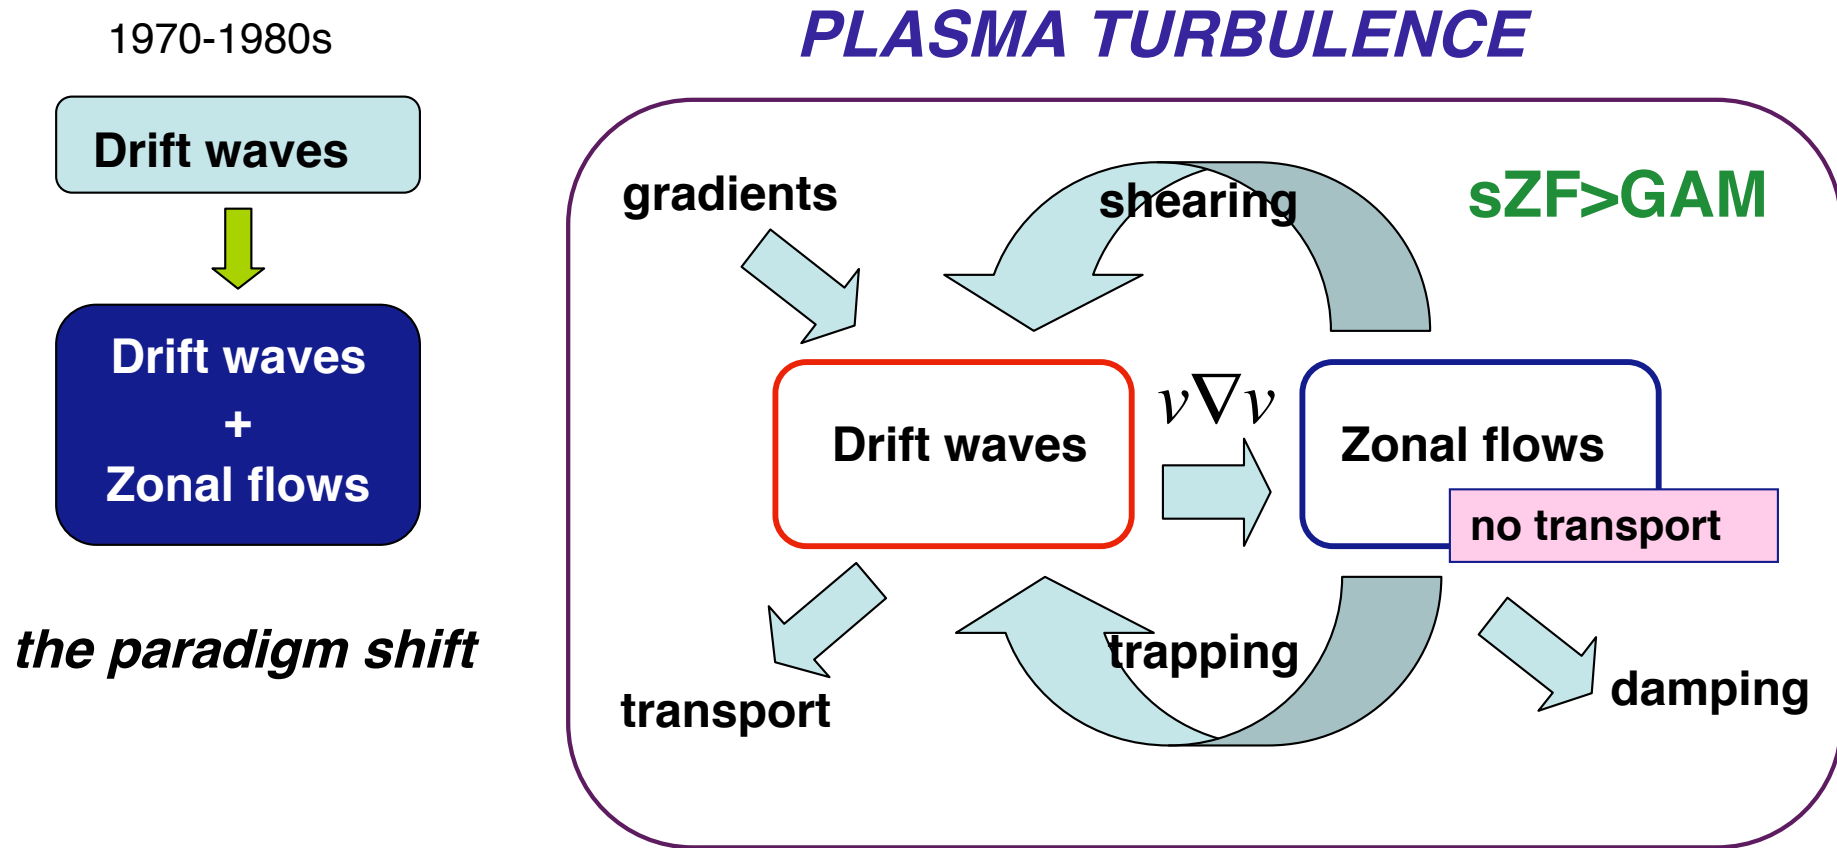 1970-1980s
Drift waves
Drift waves
+
Zonal flows
the paradigm shift
PLASMA TURBULENCE
gradients
shearing
sZF>GAM
Drift waves
v∇v
Zonal flows
no transport
transport
trapping
damping